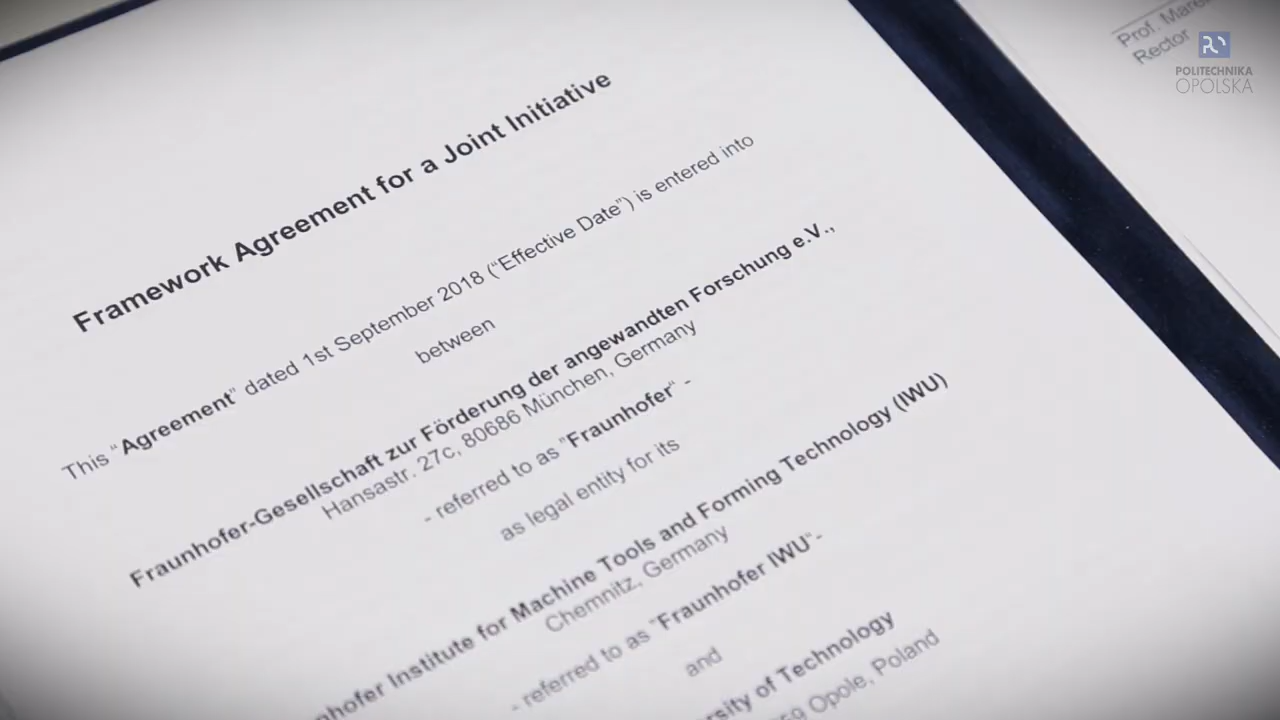 Framework Agreement for a Joint Initiative
This “Agreement” dated 1st September 2018 (“Effective Date”) is entered into
between
Fraunhofer-Gesellschaft zur Förderung der angewandten Forschung e.V.,
Hansastr. 27c, 80686 München, Germany
- referred to as “Fraunhofer“ -
as legal entity for its
Institute for Machine Tools and Forming Technology (IWU)
Chemnitz, Germany
- referred to as “Fraunhofer IWU“-
and
of Technology
Opole, Poland
Prof.
Rector
POLITECHNIKA
OPOLSKA